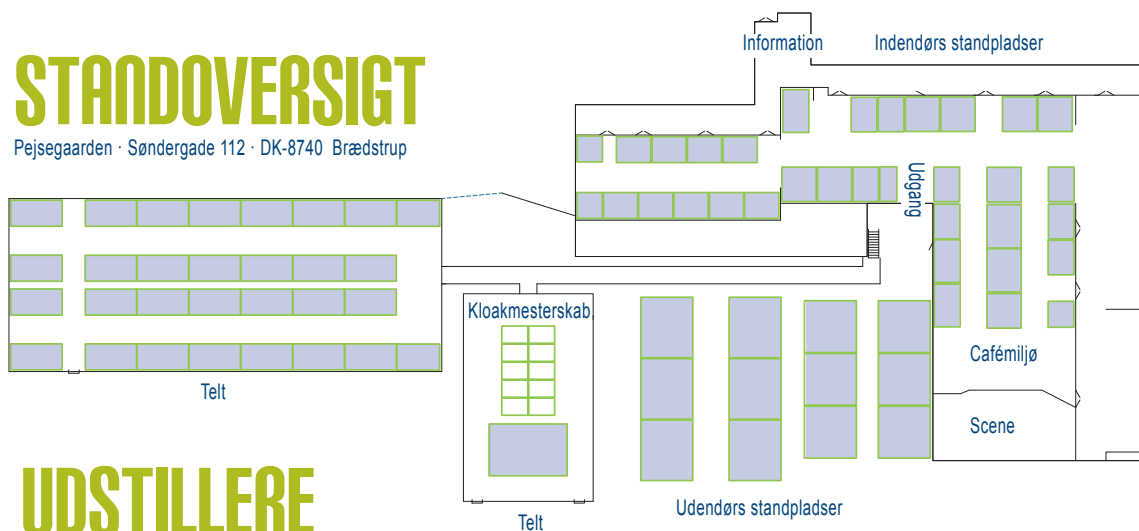 STANDOVERSIGT
Pejsegaarden · Søndergade 112 · DK-8740 Brædstrup
Information
Indendørs standpladser
Udgang
Kloakmesterskab
Cafémiljø
Telt
Scene
Udendørs standpladser
Telt
UDSTILLERE